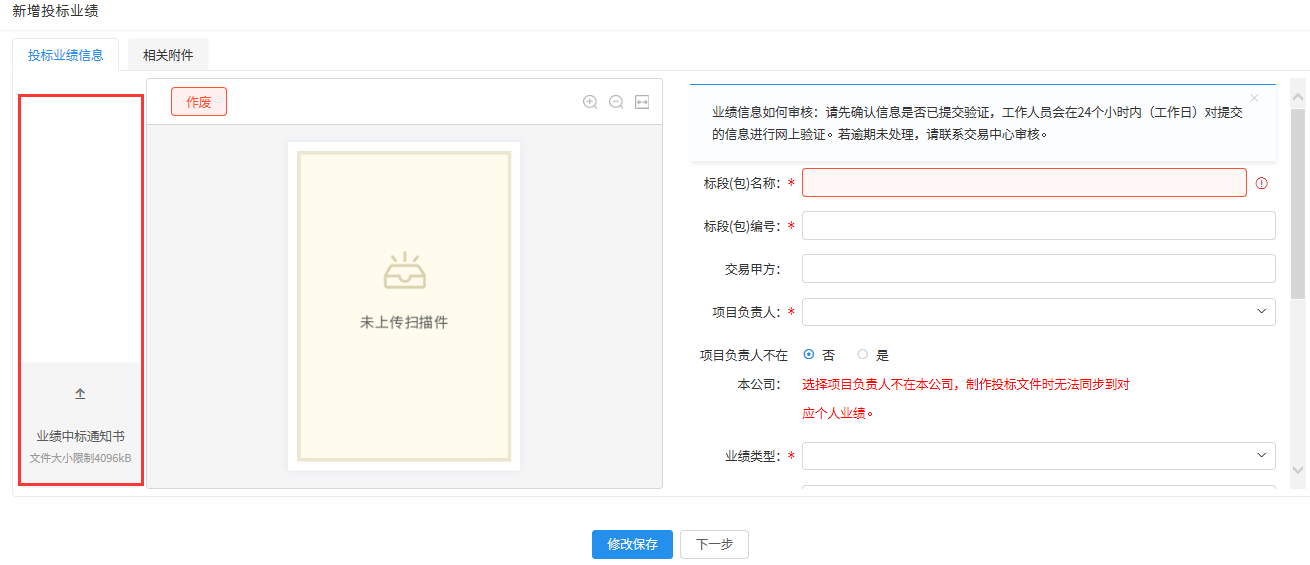 新增投标业绩
投标业绩信息
相关附件
作废
未上传扫描件
业绩中标通知书
文件大小限制4096kB
业绩信息如何审核：请先确认信息是否已提交验证，工作人员会在24个小时内（工作日）对提交
的信息进行网上验证。若逾期未处理，请联系交易中心审核。
标段(包)名称：*
标段(包)编号：*
交易甲方：
项目负责人：*
项目负责人不在
本公司：
否
是
选择项目负责人不在本公司，制作投标文件时无法同步到对
应个人业绩。
业绩类型：*
修改保存
下一步